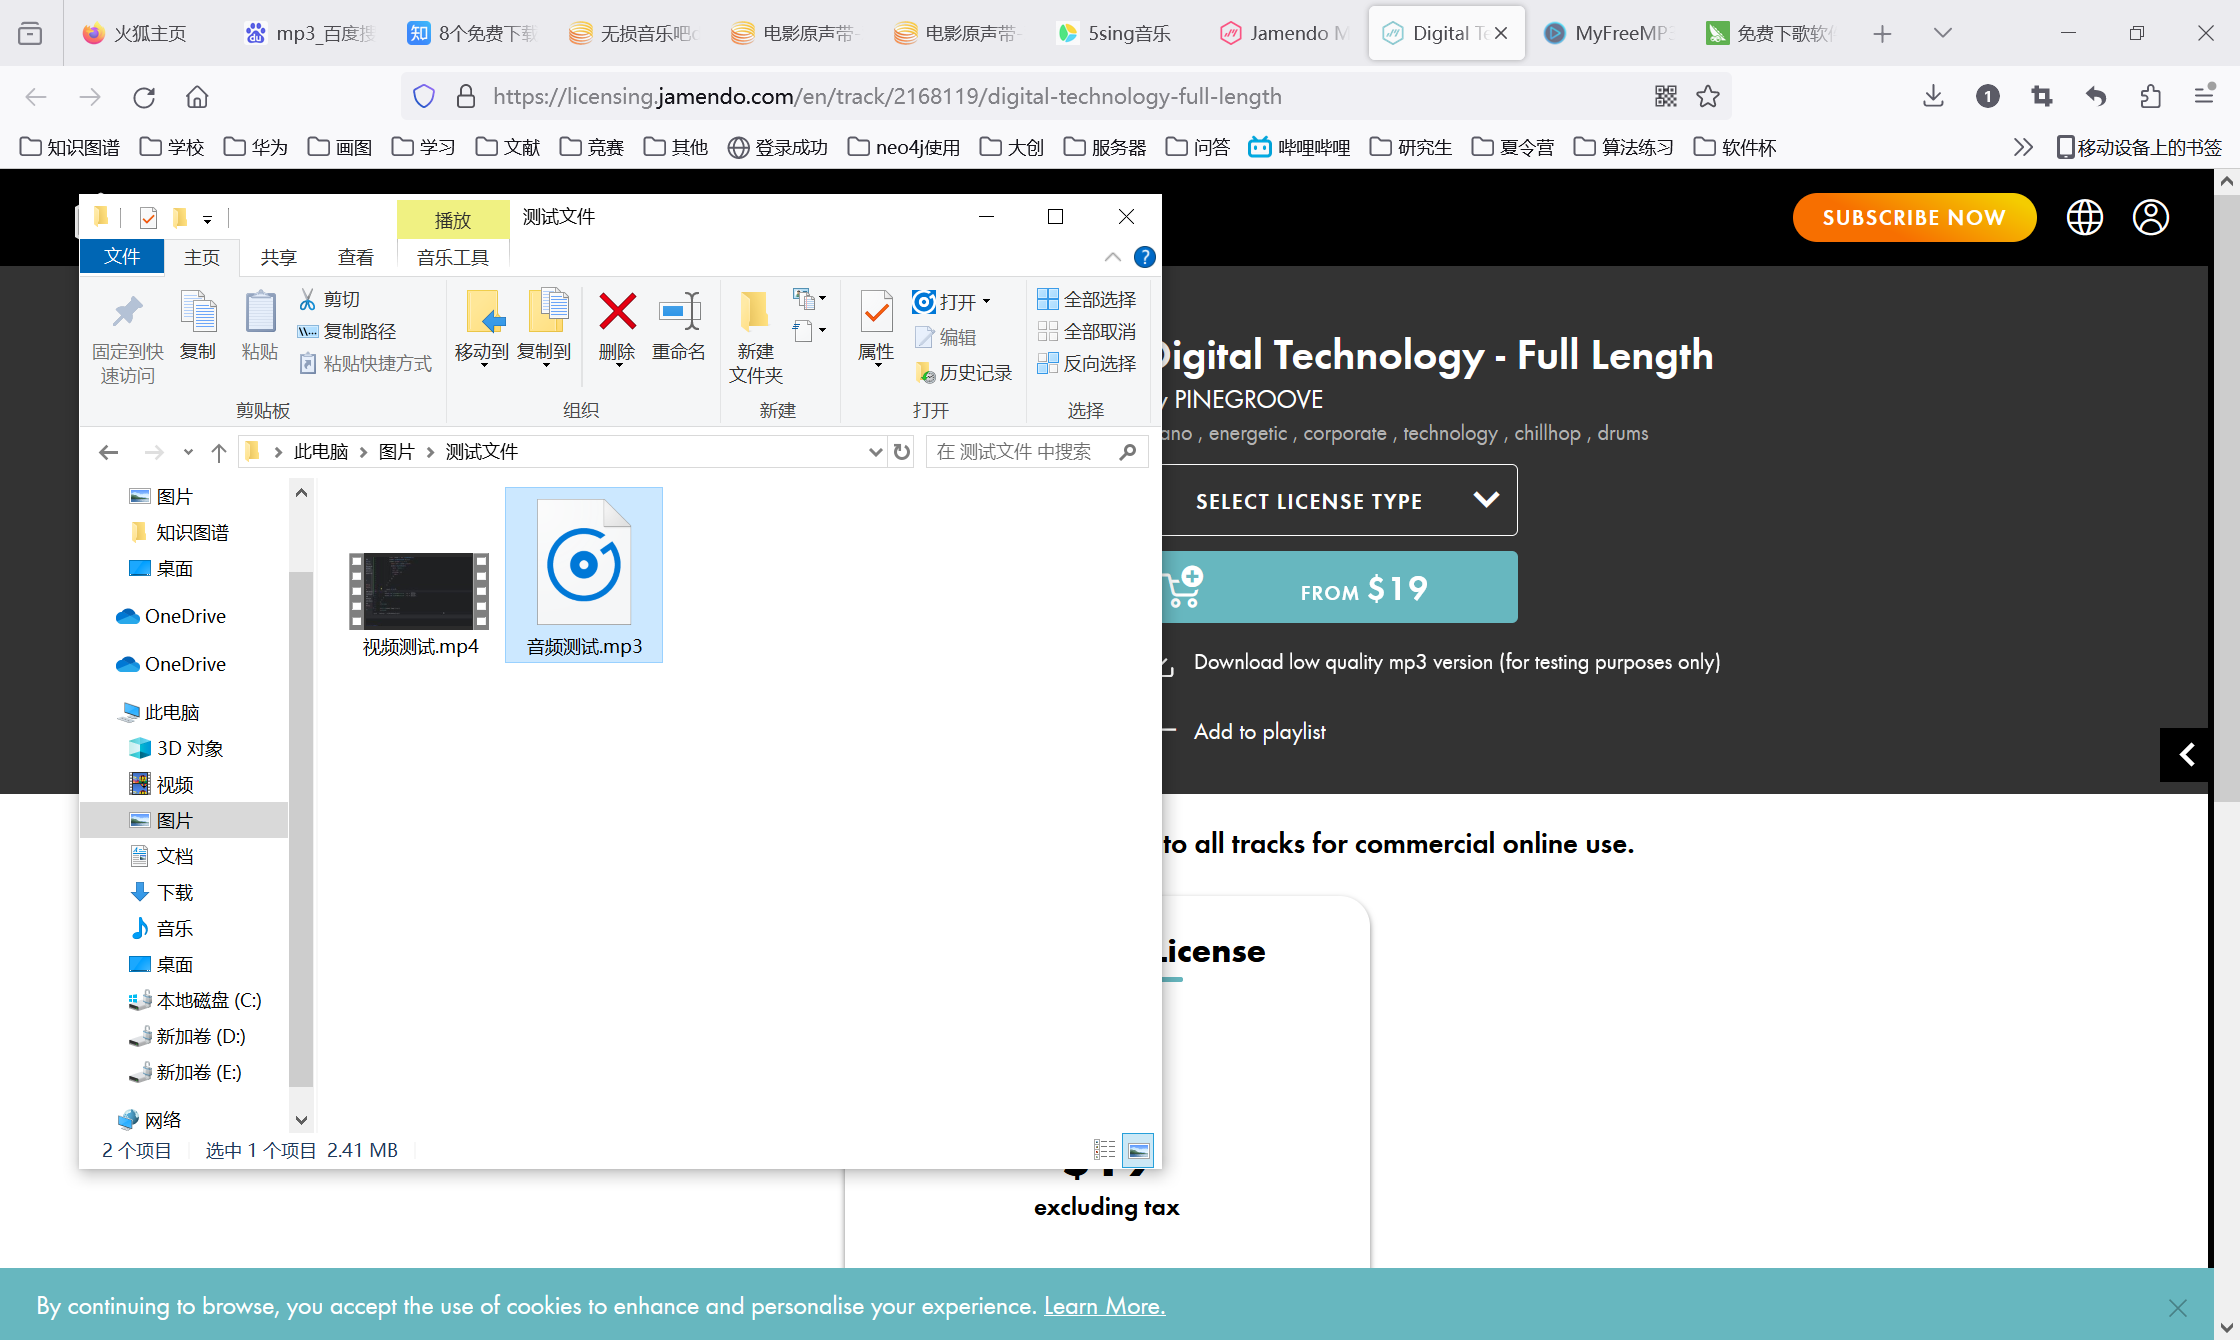 火狐主页
mp3_百度搜
8个免费下载
无损音乐吧
电影原声带-
电影原声带-
5sing音乐
Jamendo M
Digital Te
MyFreeMP3
免费下歌软件
https://licensing.jamendo.com/en/track/2168119/digital-technology-full-length
1
知识图谱 学校 华为 画图 学习 文献 竞赛 其他 登录成功 neo4j使用 大创 服务器 问答 哔哩哔哩 研究生 夏令营 算法练习 软件杯 移动设备上的书签
播放 测试文件
SUBSCRIBE NOW
文件 主页 共享 查看 音乐工具
固定到快
速访问
复制
粘贴
剪切
复制路径
粘贴快捷方式
剪贴板
移动到
复制到
删除
重命名
组织
新建
文件夹
新建
属性
打开
编辑
历史记录
打开
全部选择
全部取消
反向选择
选择
此电脑 图片 测试文件
在 测试文件 中搜索
图片
知识图谱
桌面
OneDrive
OneDrive
此电脑
3D 对象
视频
图片
文档
下载
音乐
桌面
本地磁盘 (C:)
新加卷 (D:)
新加卷 (E:)
网络
视频测试.mp4
音频测试.mp3
2 个项目 选中 1 个项目 2.41 MB
Digital Technology - Full Length
y PINEGROOVE
ano , energetic , corporate , technology , chillhop , drums
SELECT LICENSE TYPE
FROM $19
Download low quality mp3 version (for testing purposes only)
Add to playlist
to all tracks for commercial online use.
License
$19
excluding tax
By continuing to browse, you accept the use of cookies to enhance and personalise your experience. Learn More.